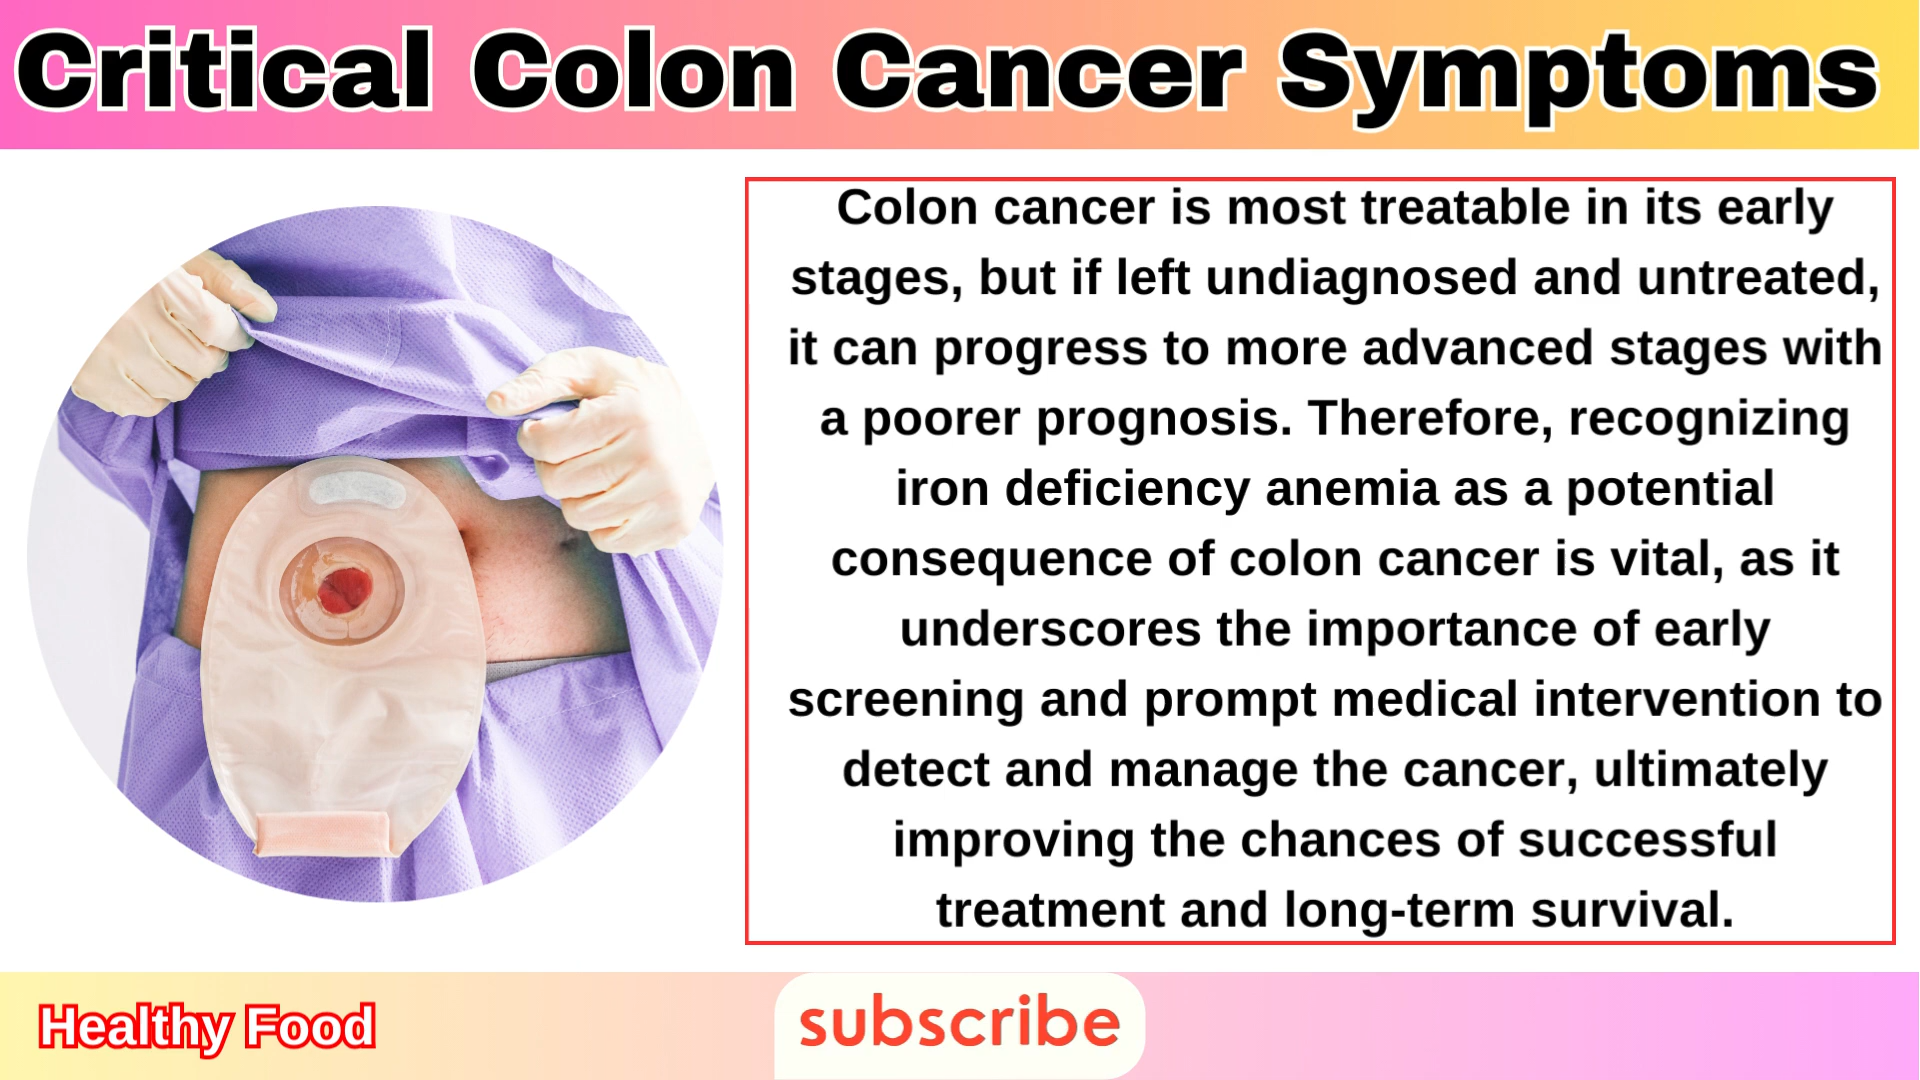 Critical Colon Cancer Symptoms
Colon cancer is most treatable in its early
stages, but if left undiagnosed and untreated,
it can progress to more advanced stages with
a poorer prognosis. Therefore, recognizing
iron deficiency anemia as a potential
consequence of colon cancer is vital, as it
underscores the importance of early
screening and prompt medical intervention to
detect and manage the cancer, ultimately
improving the chances of successful
treatment and long-term survival.
Healthy Food
subscribe